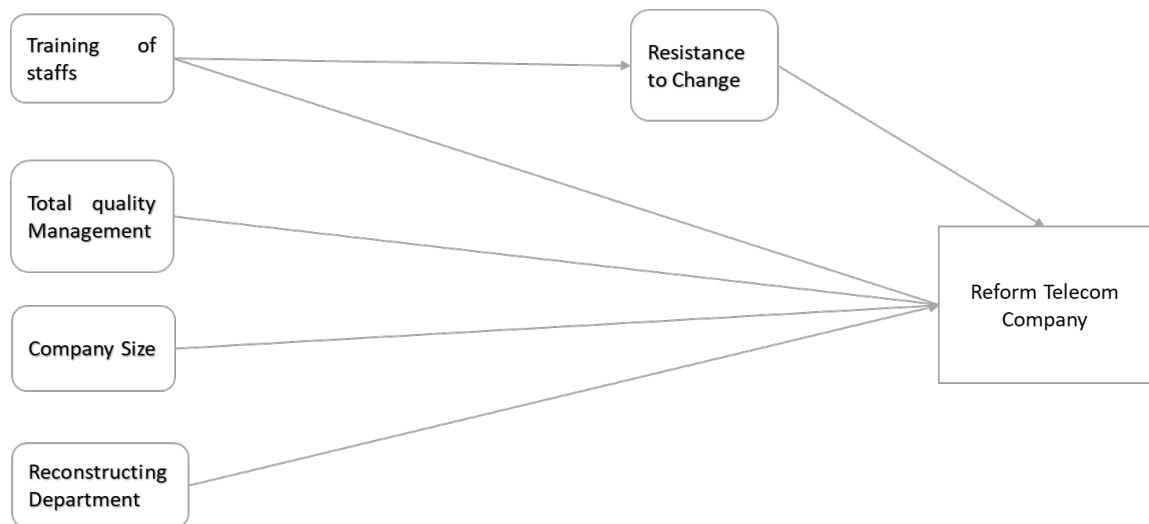 Training of
staffs
Resistance
to Change
Total quality
Management
Reform Telecom
Company
Company Size
Reconstructing
Department